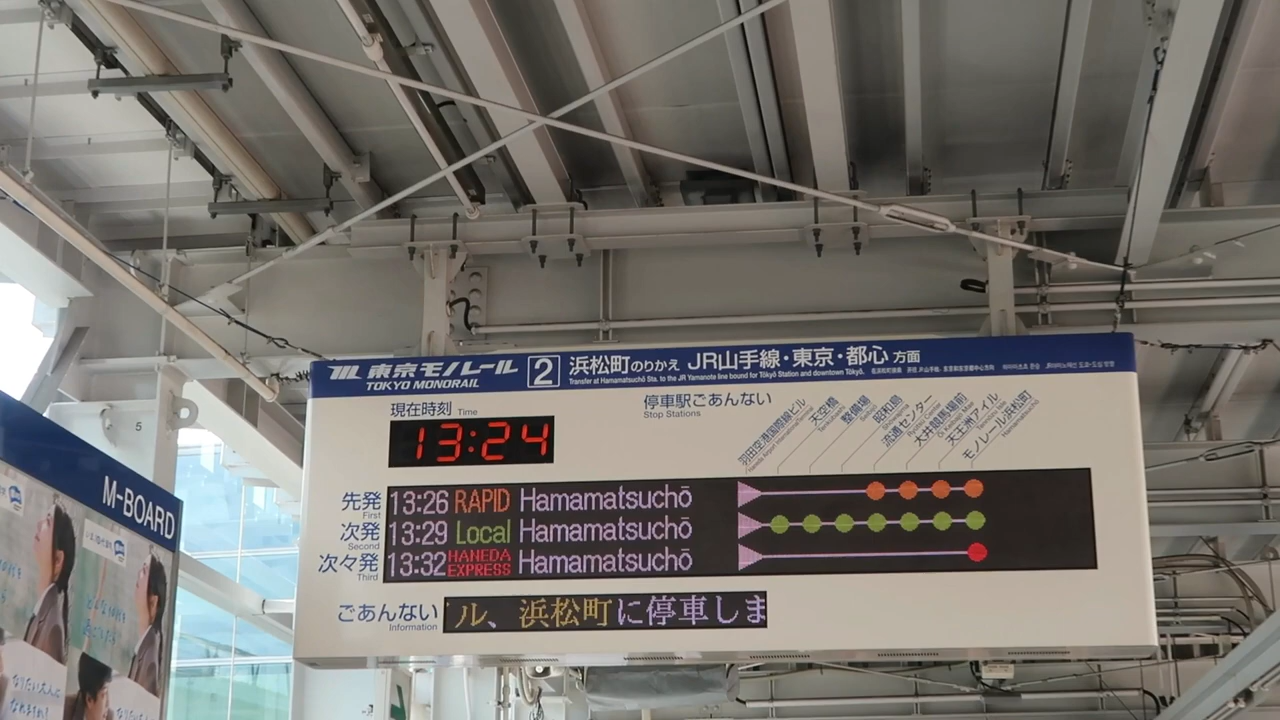 東京モノレール
TOKYO MONORAIL
2
浜松町のりかえ JR山手線・東京・都心 方面
Transfer at Hamamatsuchō Sta. to the JR Yamanote line bound for Tōkyō Station and downtown Tokyo.
現在時刻 Time
13:24
停車駅ごあんない
Stop Stations
羽田空港国際線ビル
天空橋
整備場
昭和島
流通センター
大井競馬場前
天王洲アイル
モノレール浜松町
Hamamatsuchō
先発 13:26 RAPID Hamamatsuchō
First
次発 13:29 Local Hamamatsuchō
Second
次々発 13:32 HANEDA EXPRESS Hamamatsuchō
Third
ごあんない ル、浜松町に停車しま
Information
M-BOARD
5